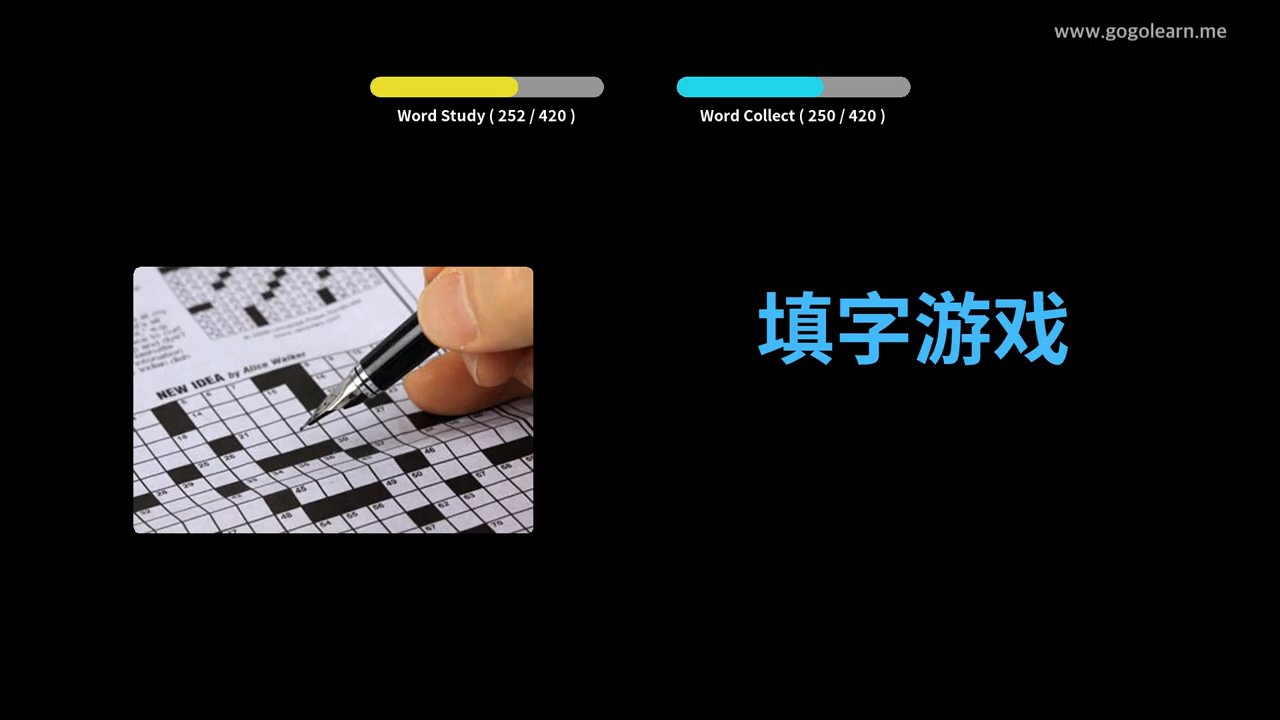 www.gogolearn.me
Word Study ( 252 / 420 )
Word Collect ( 250 / 420 )
填字游戏
NEW IDEA by Alice Walker